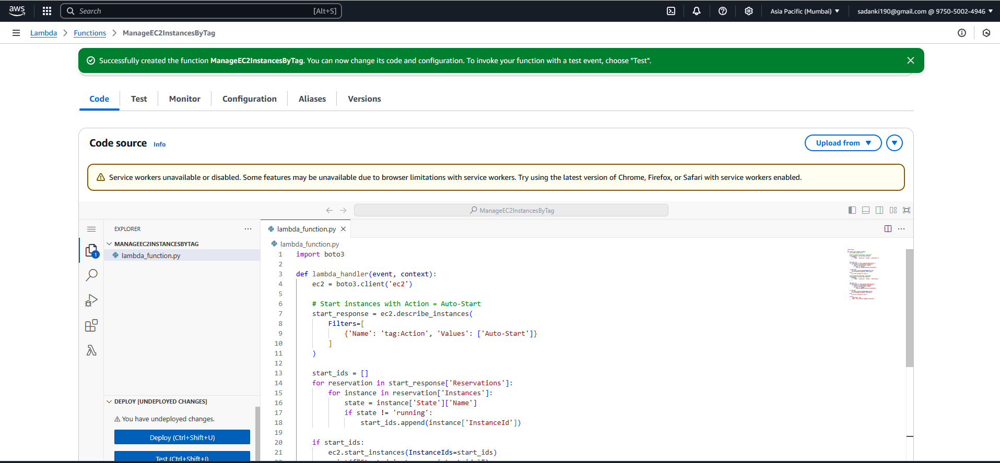 aws
Search [Alt+S]
Asia Pacific (Mumbai) ▼
sadanki190@gmail.com @ 9750-5002-4946 ▼
Lambda > Functions > ManageEC2InstancesByTag
Successfully created the function ManageEC2InstancesByTag. You can now change its code and configuration. To invoke your function with a test event, choose "Test".
Code
Test
Monitor
Configuration
Aliases
Versions
Code source Info
Upload from ▼
Service workers unavailable or disabled. Some features may be unavailable due to browser limitations with service workers. Try using the latest version of Chrome, Firefox, or Safari with service workers enabled.
ManageEC2InstancesByTag
EXPLORER
MANAGEEC2INSTANCESBYTAG
1
lambda_function.py
DEPLOY [UNDEPLOYED CHANGES]
You have undeployed changes.
Deploy (Ctrl+Shift+U)
Test (Ctrl+Shift+I)
lambda_function.py
lambda_function.py
1 import boto3
2
3 def lambda_handler(event, context):
4     ec2 = boto3.client('ec2')
5
6     # Start instances with Action = Auto-Start
7     start_response = ec2.describe_instances(
8         Filters=[
9             {'Name': 'tag:Action', 'Values': ['Auto-Start']}
10         ]
11     )
12
13     start_ids = []
14     for reservation in start_response['Reservations']:
15         for instance in reservation['Instances']:
16             state = instance['State']['Name']
17             if state != 'running':
18                 start_ids.append(instance['InstanceId'])
19
20     if start_ids:
21         ec2.start_instances(InstanceIds=start_ids)